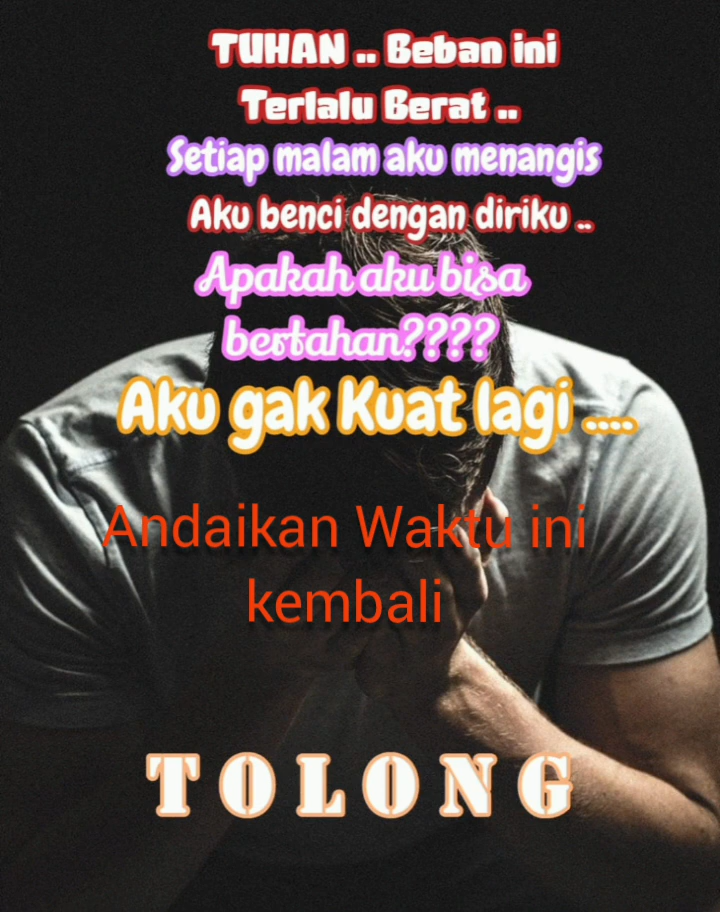 TUHAN .. Beban ini
Terlalu Berat ..
Setiap malam aku menangis
Aku benci dengan diriku ..
Apakah aku bisa
bertahan????
Aku gak Kuat lagi ....
Andaikan Waktu ini
kembali
TOLONG